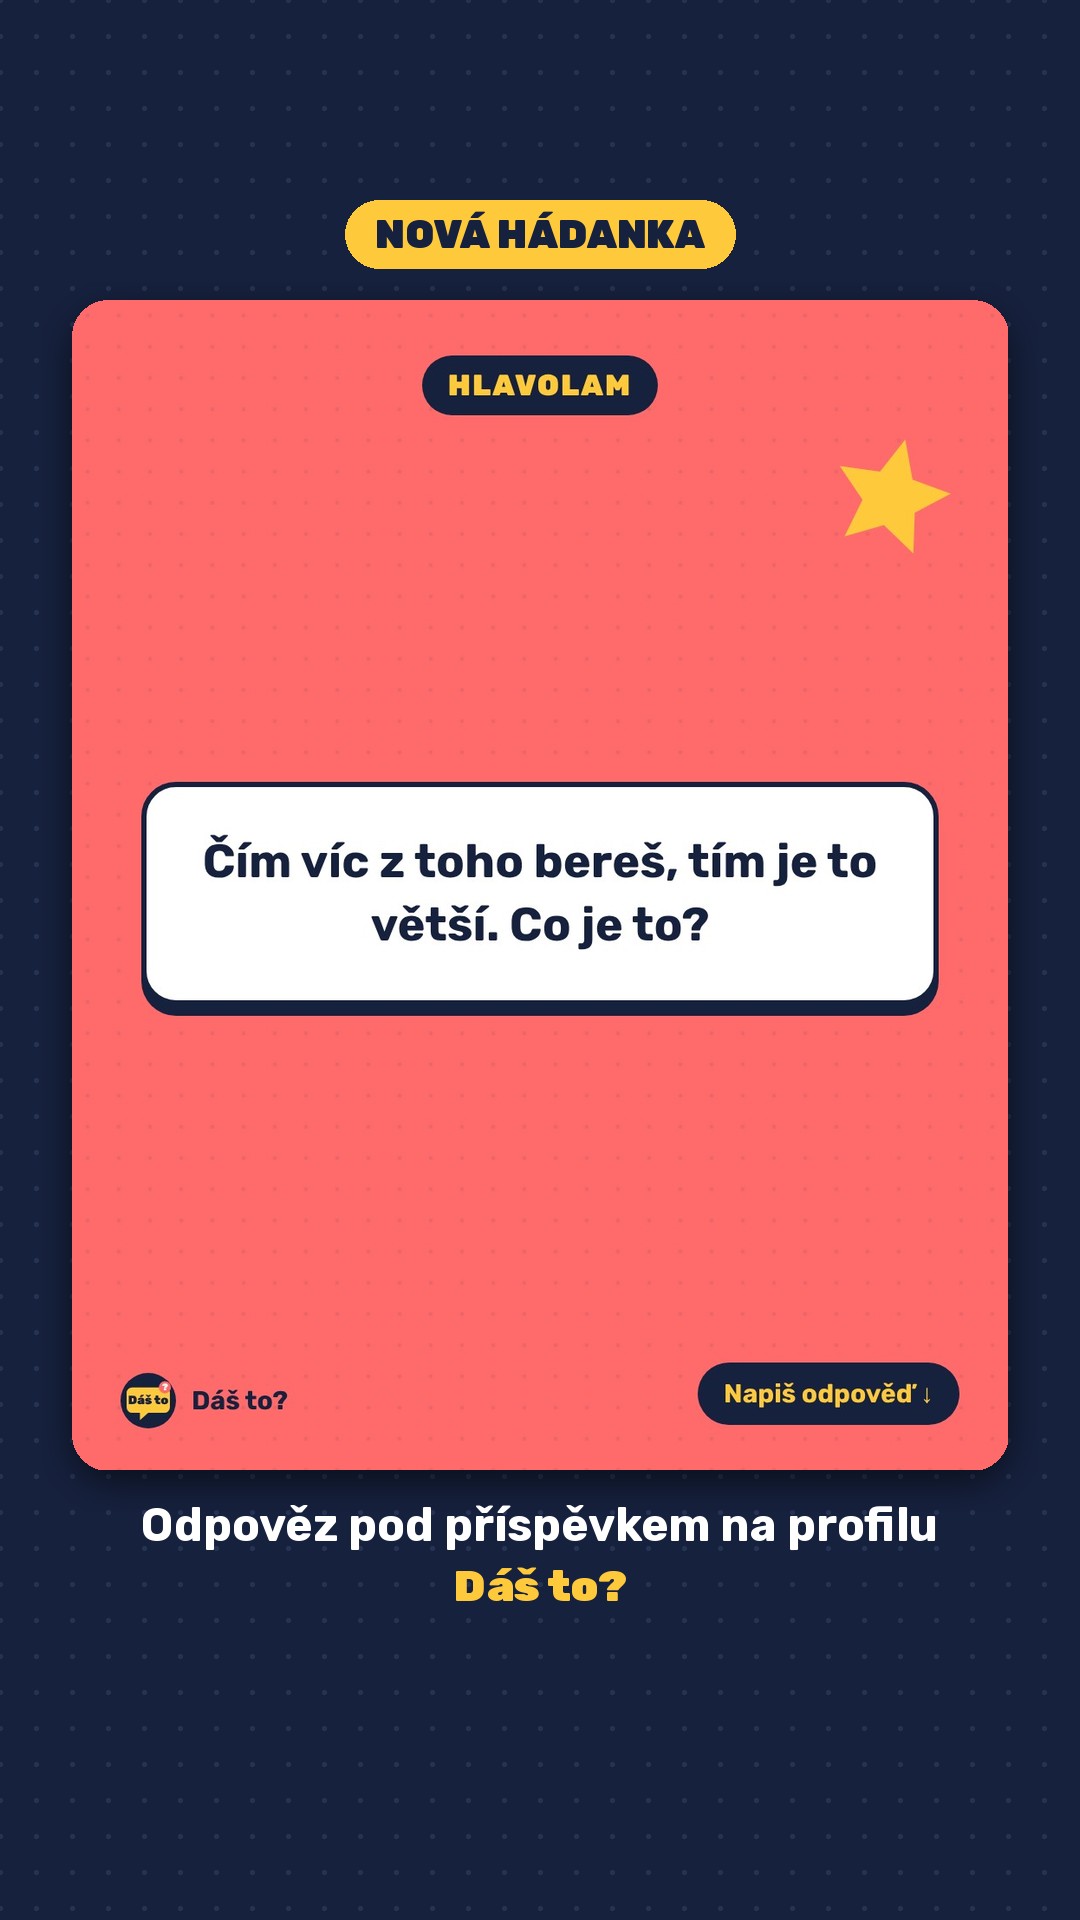 NOVÁ HÁDANKA
HLAVOLAM
Čím víc z toho bereš, tím je to
větší. Co je to?
Dáš to
?
Dáš to?
Napiš odpověď ↓
Odpověz pod příspěvkem na profilu
Dáš to?